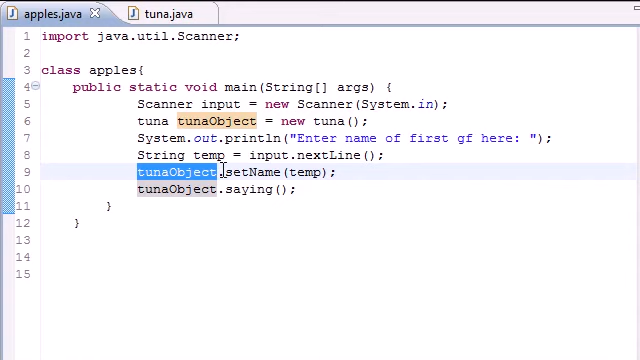 apples.java tuna.java
1 import java.util.Scanner;
2
3 class apples{
4 public static void main(String[] args) {
5 Scanner input = new Scanner(System.in);
6 tuna tunaObject = new tuna();
7 System.out.println("Enter name of first gf here: ");
8 String temp = input.nextLine();
9 tunaObject.setName(temp);
10 tunaObject.saying();
11 }
12 }
13
14
15